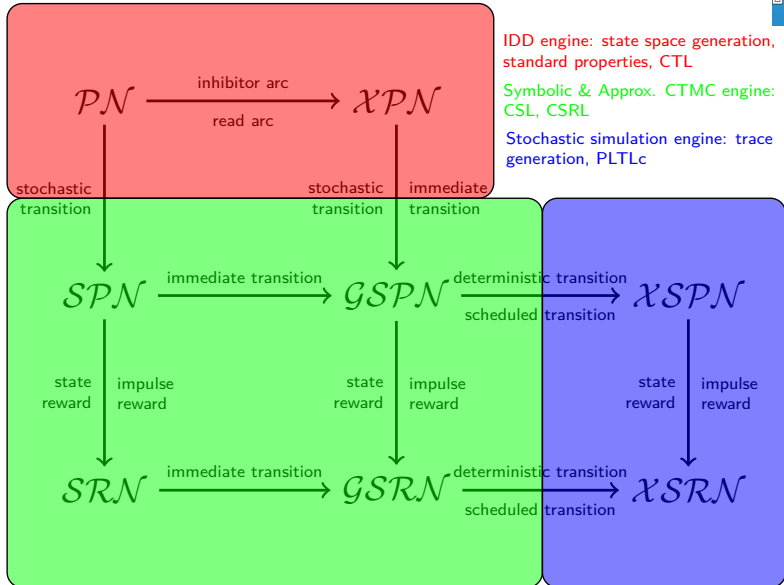 IDD engine: state space generation,
standard properties, CTL
Symbolic & Approx. CTMC engine:
CSL, CSRL
Stochastic simulation engine: trace
generation, PLTLc
inhibitor arc
𝒫𝒩 𝒳𝒫𝒩
read arc
stochastic stochastic immediate
transition transition transition
immediate transition deterministic transition
𝒮𝒫𝒩 𝒢𝒮𝒫𝒩 𝒳𝒮𝒫𝒩
scheduled transition
state impulse state impulse state impulse
reward reward reward reward reward reward
immediate transition deterministic transition
𝒮ℛ𝒩 𝒢𝒮ℛ𝒩 𝒳𝒮ℛ𝒩
scheduled transition